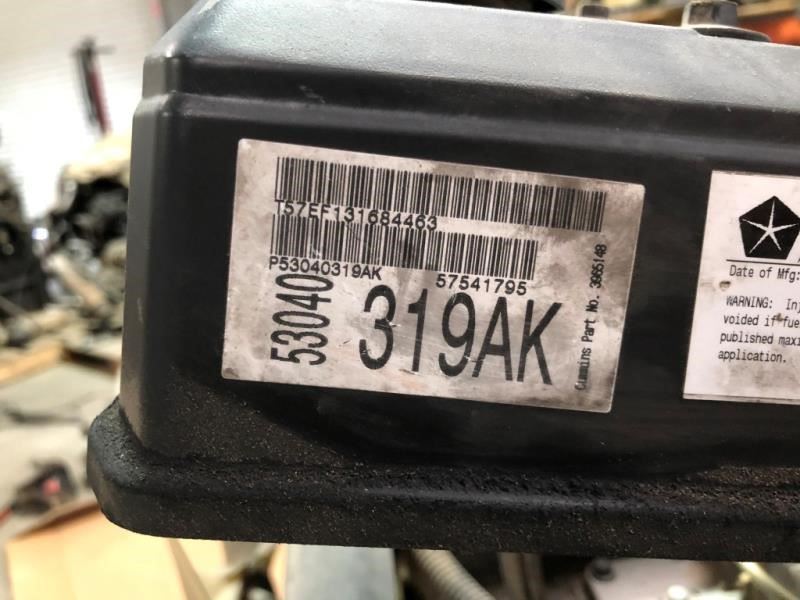 T57EF131684463
P53040319AK 57541795
53040 319AK
Cummins Part No. 3965148
Date of Mfg:
WARNING: Inj
voided if fue
published maxi
application.